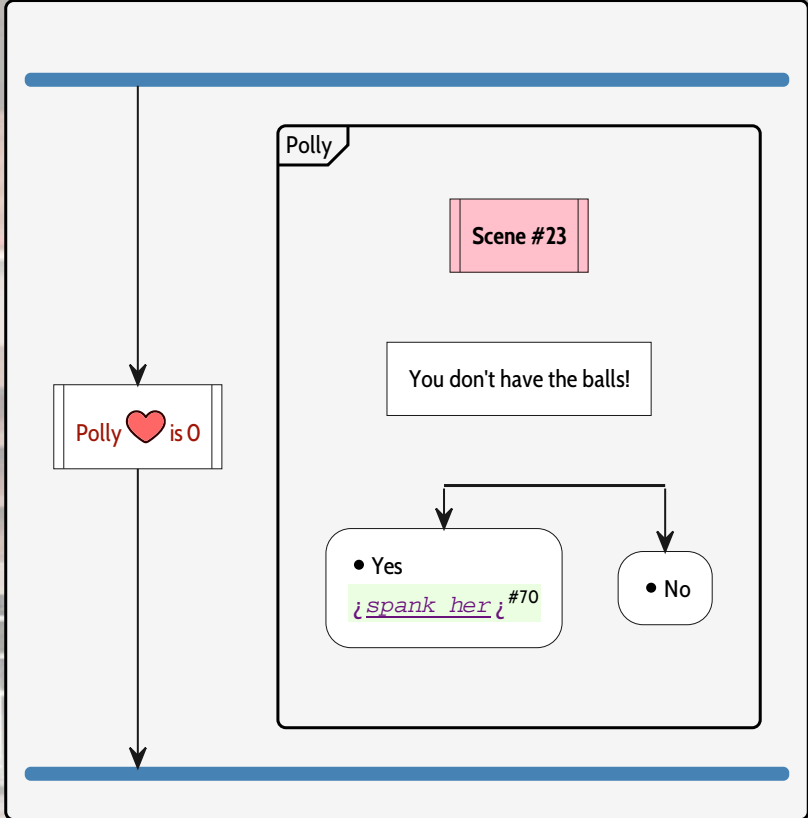 Polly
Scene #23
You don't have the balls!
Polly ❤ is 0
• Yes
¿spank her¿#70
• No